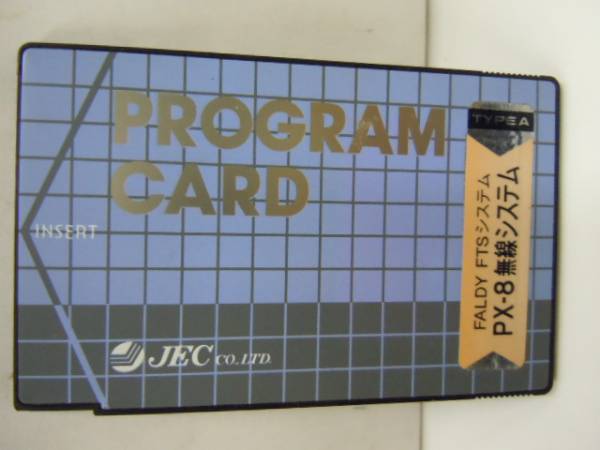 PROGRAM
CARD
INSERT
JEC CO.,LTD.
TYPE A
FALDY FTSシステム
PX-8無線システム